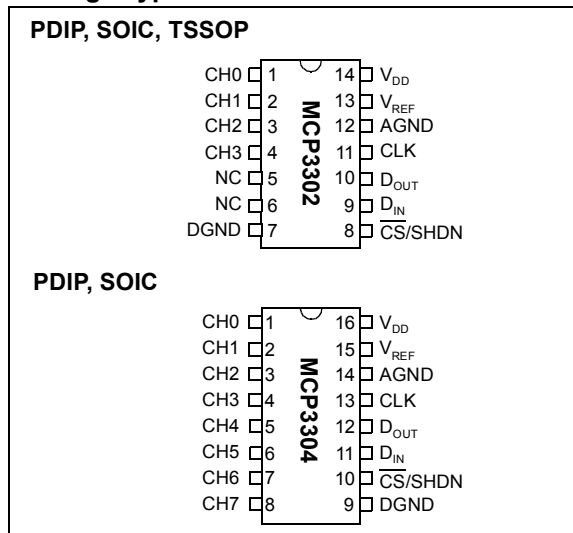 PDIP, SOIC, TSSOP
CH0 1 14 VDD
CH1 2 13 VREF
CH2 3 12 AGND
CH3 4 11 CLK
NC 5 10 DOUT
NC 6 9 DIN
DGND 7 8 CS/SHDN
MCP3302
PDIP, SOIC
CH0 1 16 VDD
CH1 2 15 VREF
CH2 3 14 AGND
CH3 4 13 CLK
CH4 5 12 DOUT
CH5 6 11 DIN
CH6 7 10 CS/SHDN
CH7 8 9 DGND
MCP3304